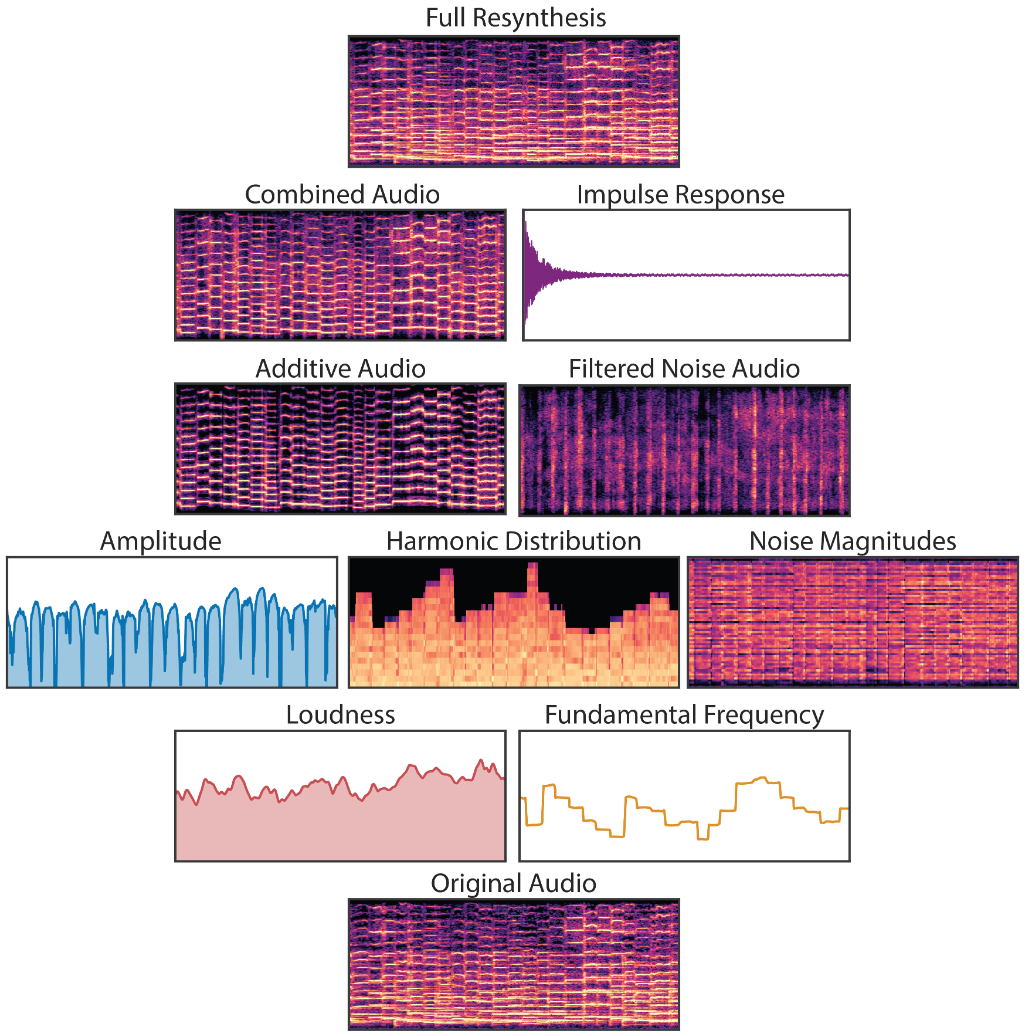 Full Resynthesis
Combined Audio
Impulse Response
Additive Audio
Filtered Noise Audio
Amplitude
Harmonic Distribution
Noise Magnitudes
Loudness
Fundamental Frequency
Original Audio